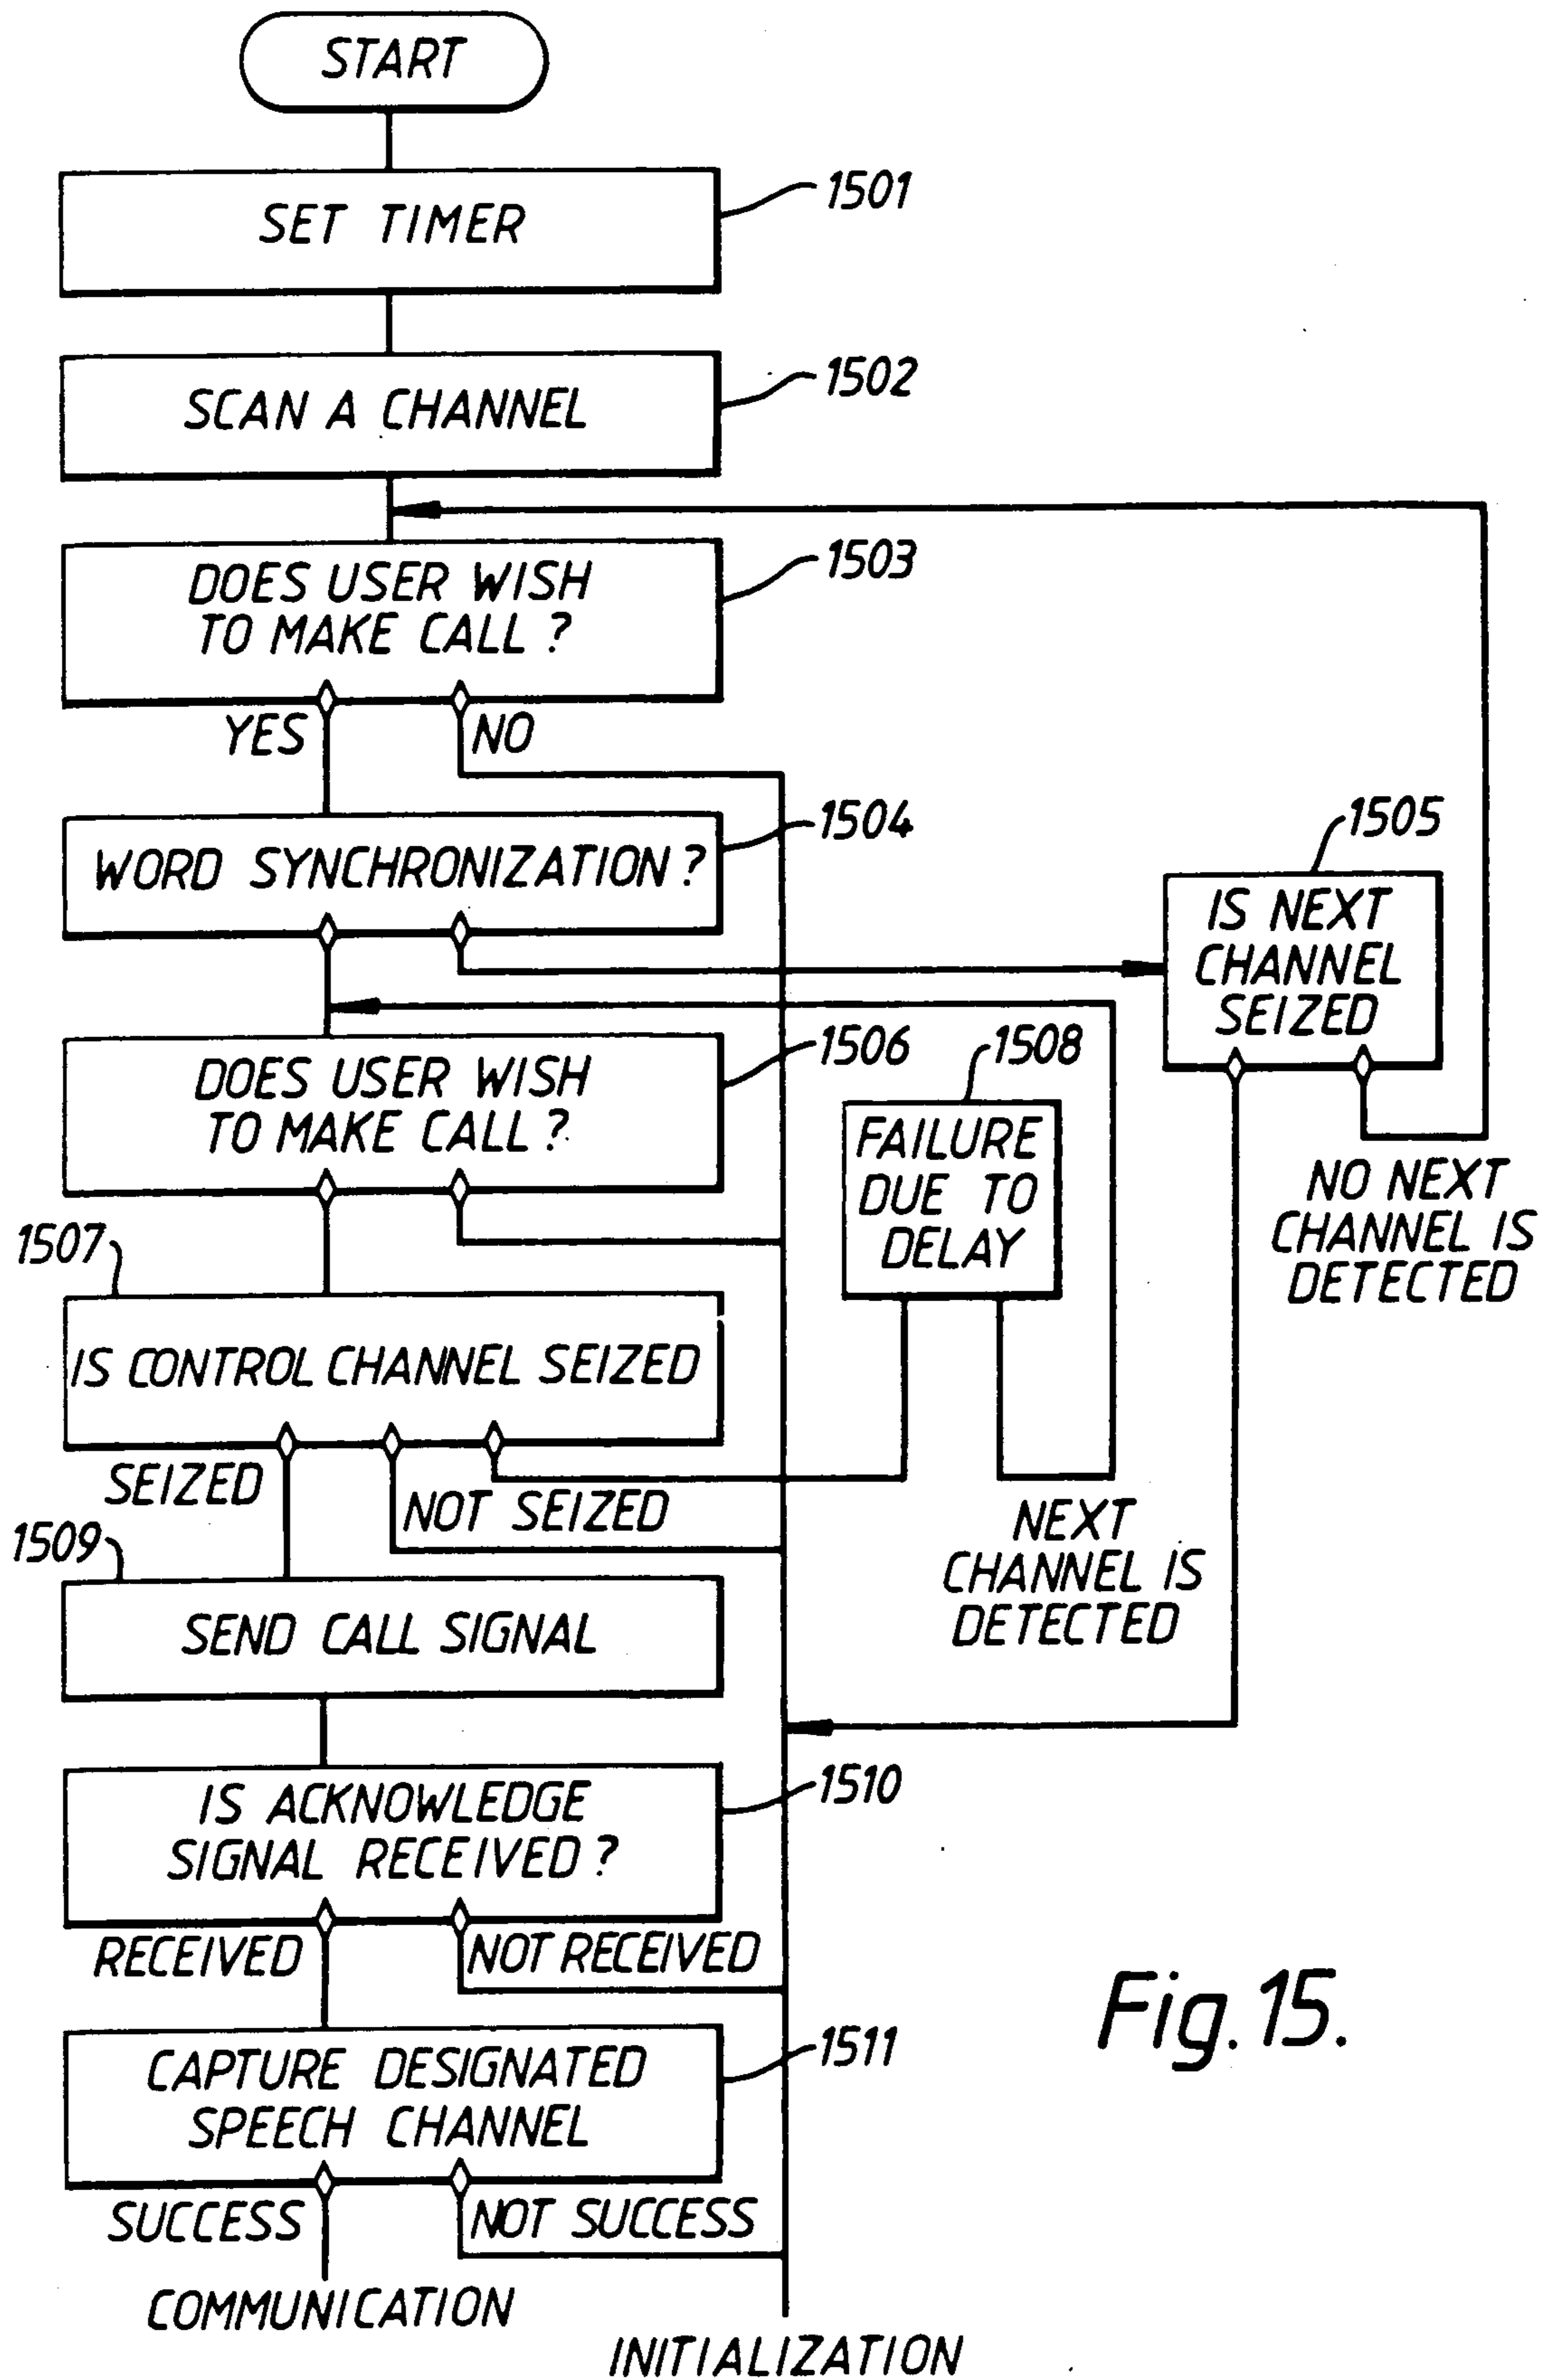 START
SET TIMER
1501
SCAN A CHANNEL
1502
DOES USER WISH
TO MAKE CALL?
1503
YES
NO
WORD SYNCHRONIZATION?
1504
IS NEXT
CHANNEL
SEIZED
1505
NO NEXT
CHANNEL IS
DETECTED
DOES USER WISH
TO MAKE CALL?
1506
FAILURE
DUE TO
DELAY
1508
NEXT
CHANNEL IS
DETECTED
1507
IS CONTROL CHANNEL SEIZED
SEIZED
NOT SEIZED
1509
SEND CALL SIGNAL
IS ACKNOWLEDGE
SIGNAL RECEIVED?
1510
RECEIVED
NOT RECEIVED
CAPTURE DESIGNATED
SPEECH CHANNEL
1511
SUCCESS
NOT SUCCESS
COMMUNICATION
INITIALIZATION
Fig. 15.